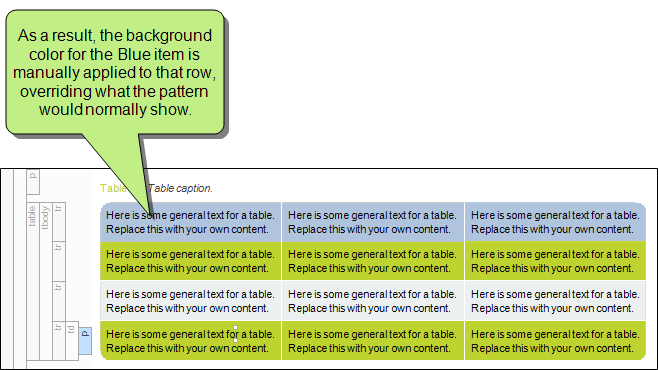 As a result, the background
color for the Blue item is
manually applied to that row,
overriding what the pattern
would normally show.
p
Table Table caption.
table
tbody
tr
Here is some general text for a table. Here is some general text for a table. Here is some general text for a table.
Replace this with your own content. Replace this with your own content. Replace this with your own content.
tr
Here is some general text for a table. Here is some general text for a table. Here is some general text for a table.
Replace this with your own content. Replace this with your own content. Replace this with your own content.
tr
Here is some general text for a table. Here is some general text for a table. Here is some general text for a table.
Replace this with your own content. Replace this with your own content. Replace this with your own content.
tr
td
p
Here is some general text for a table. Here is some general text for a table. Here is some general text for a table.
Replace this with your own content. Replace this with your own content. Replace this with your own content.